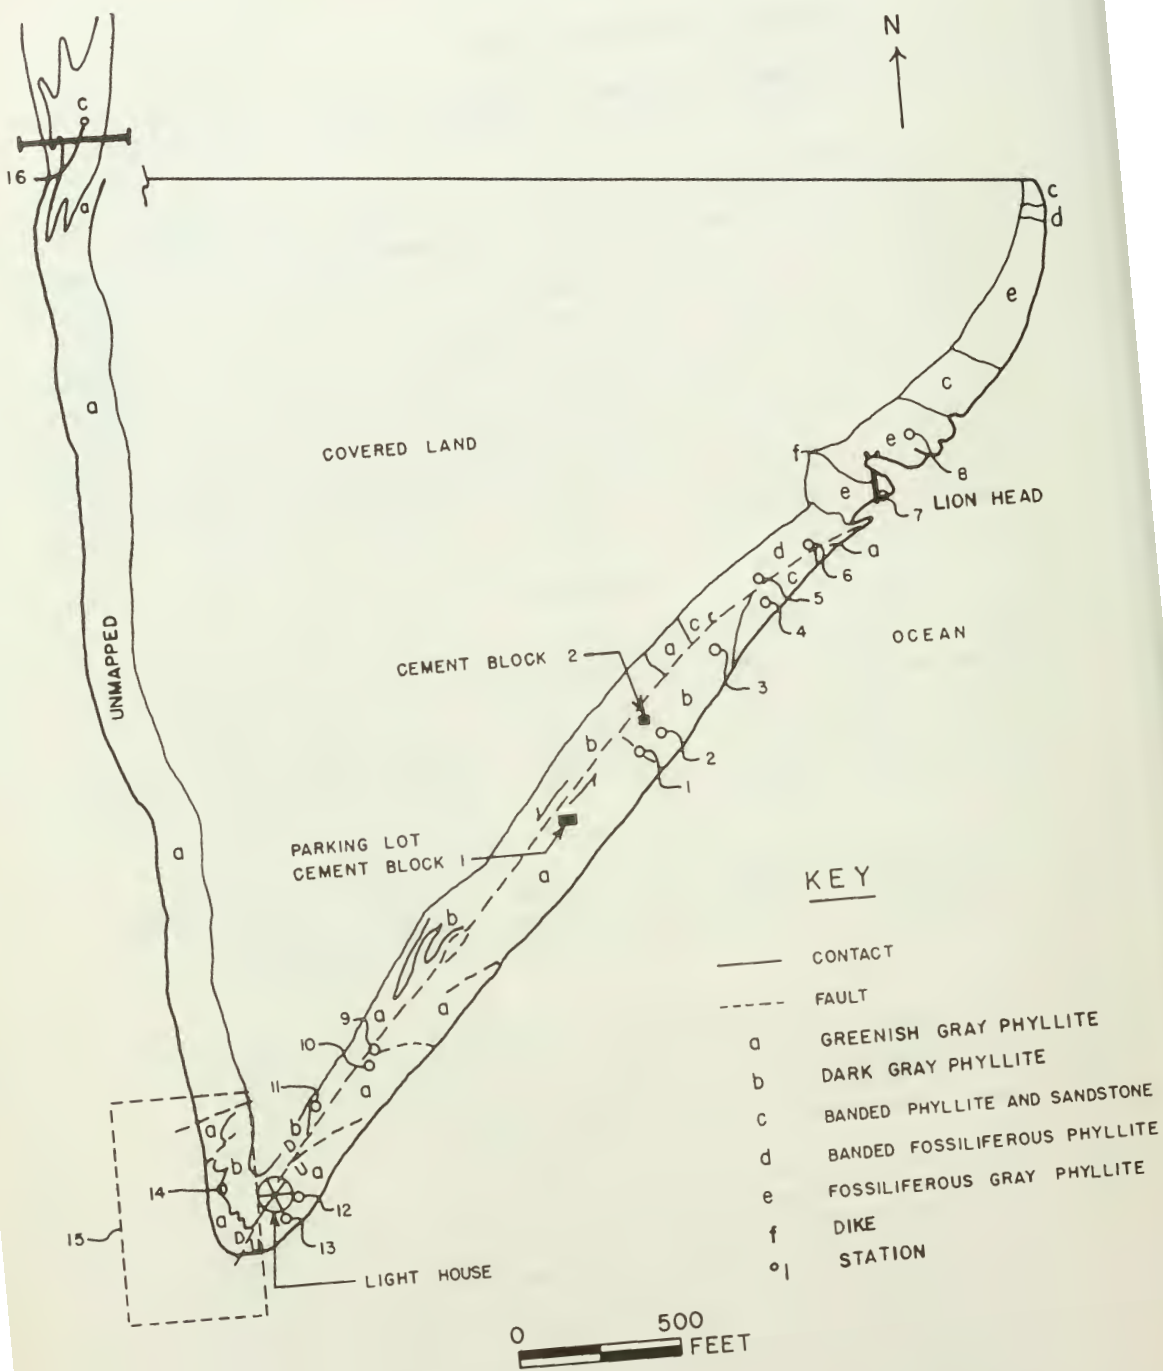 N
c
16
a
c
d
e
a
c
COVERED LAND
f
e
8
e
7 LION HEAD
d
a
6
c
5
4
c c
a
OCEAN
CEMENT BLOCK 2
3
b
UNMAPPED
b
2
1
PARKING LOT
CEMENT BLOCK 1
a
a
KEY
b
CONTACT
FAULT
9
a
a
a GREENISH GRAY PHYLLITE
10
b DARK GRAY PHYLLITE
11
a
c BANDED PHYLLITE AND SANDSTONE
a
b
D
d BANDED FOSSILIFEROUS PHYLLITE
U
a
b
e FOSSILIFEROUS GRAY PHYLLITE
14
12
f DIKE
a
15
D
U
13
°1 STATION
LIGHT HOUSE
0 500
FEET